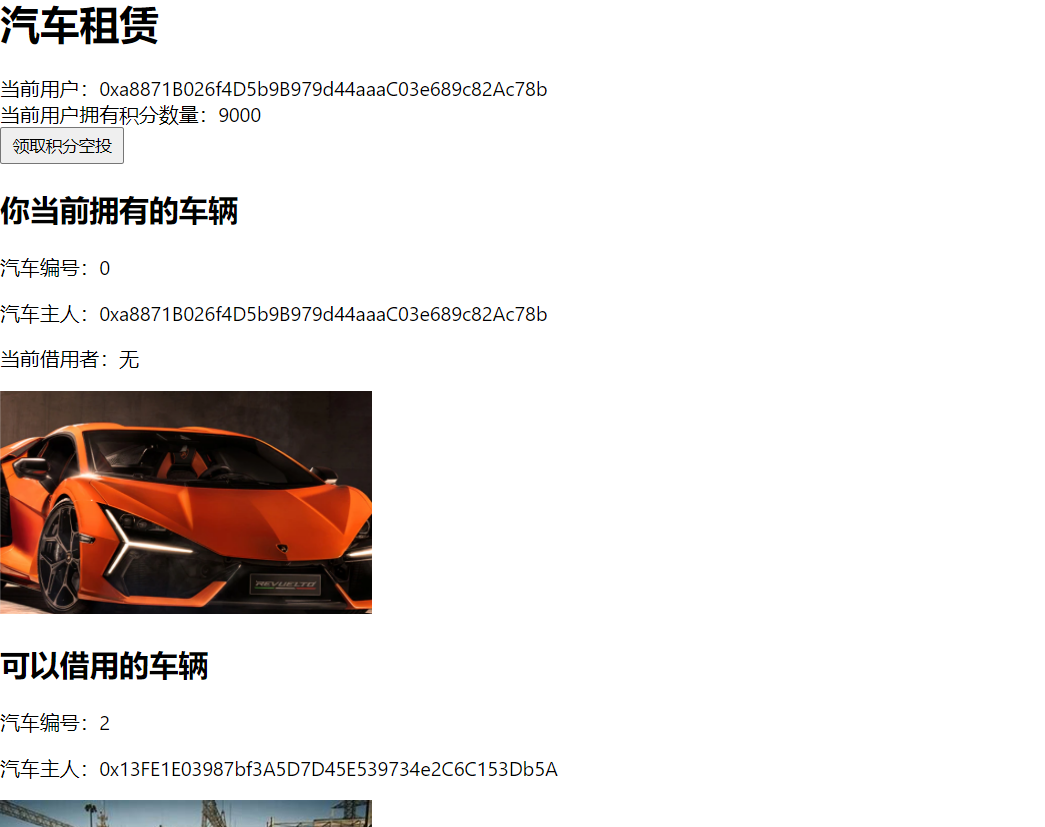 汽车租赁
当前用户：0xa8871B026f4D5b9B979d44aaaC03e689c82Ac78b
当前用户拥有积分数量：9000
领取积分空投
你当前拥有的车辆
汽车编号：0
汽车主人：0xa8871B026f4D5b9B979d44aaaC03e689c82Ac78b
当前借用者：无
REVUELTO
可以借用的车辆
汽车编号：2
汽车主人：0x13FE1E03987bf3A5D7D45E539734e2C6C153Db5A